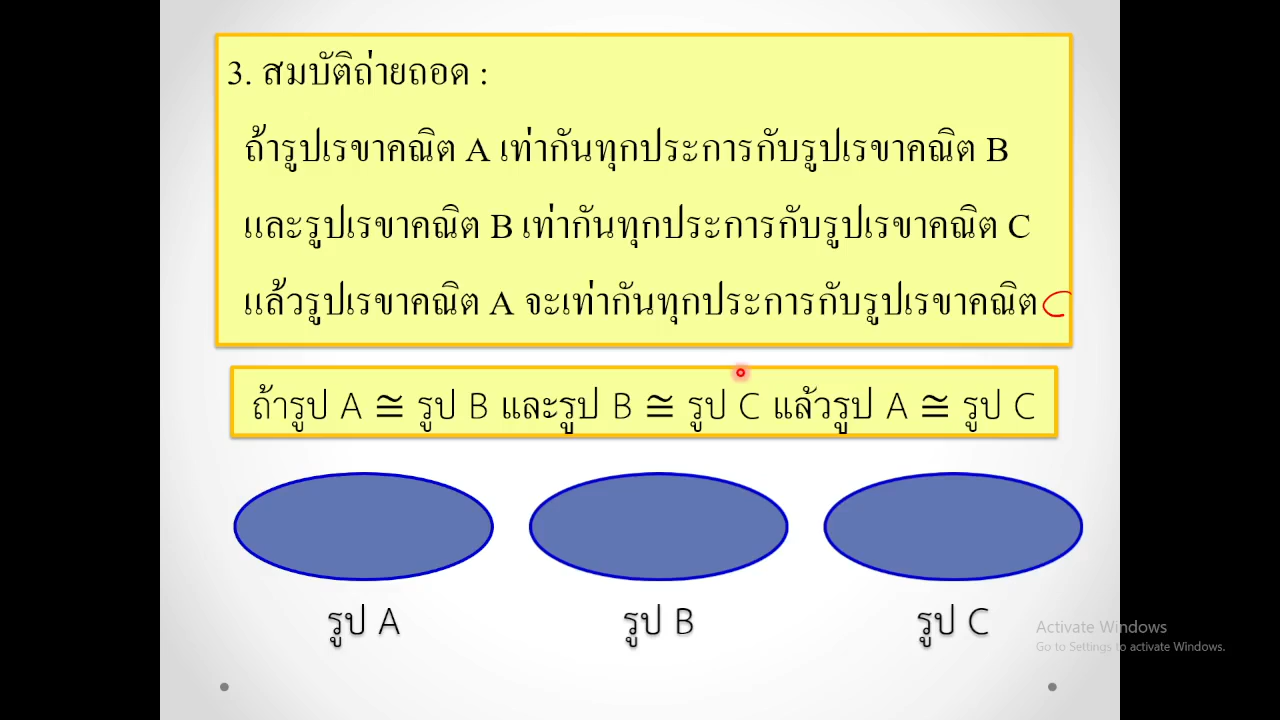 3. สมบัติถ่ายถอด :
ถ้ารูปเรขาคณิต A เท่ากันทุกประการกับรูปเรขาคณิต B
และรูปเรขาคณิต B เท่ากันทุกประการกับรูปเรขาคณิต C
แล้วรูปเรขาคณิต A จะเท่ากันทุกประการกับรูปเรขาคณิต C
ถ้ารูป A ≅ รูป B และรูป B ≅ รูป C แล้วรูป A ≅ รูป C
รูป A
รูป B
รูป C
Activate Windows
Go to Settings to activate Windows.